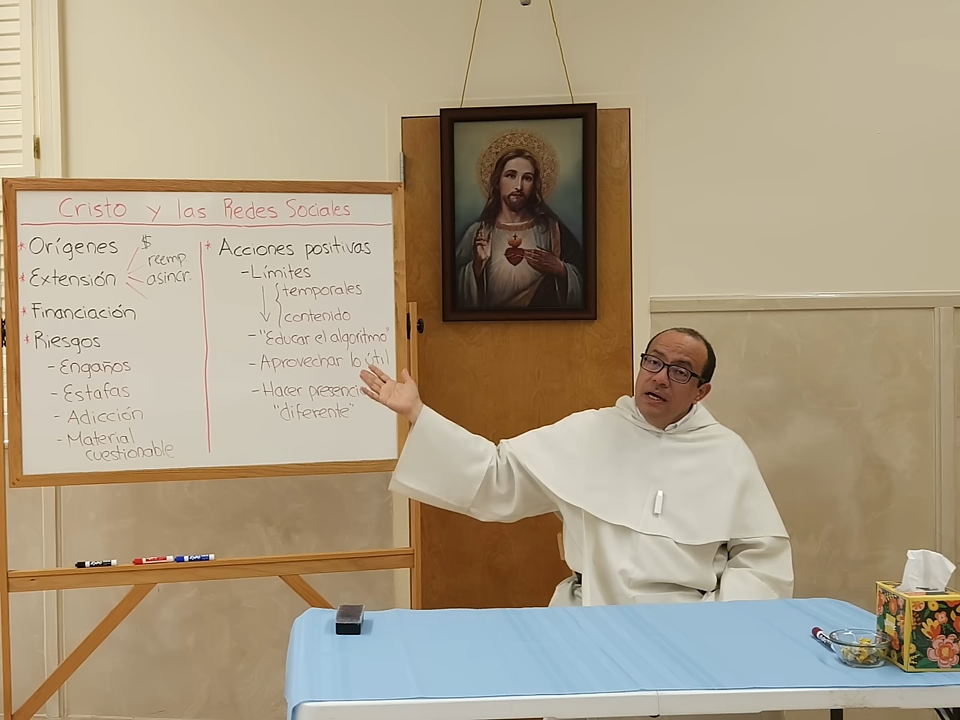 Cristo y las Redes Sociales
* Orígenes
* Extensión
$
reemp.
asincr.
* Financiación
* Riesgos
- Engaños
- Estafas
- Adicción
- Material
cuestionable
* Acciones positivas
- Límites
temporales
contenido
- "Educar el algoritmo"
- Aprovechar lo útil
- Hacer presencia
"diferente"